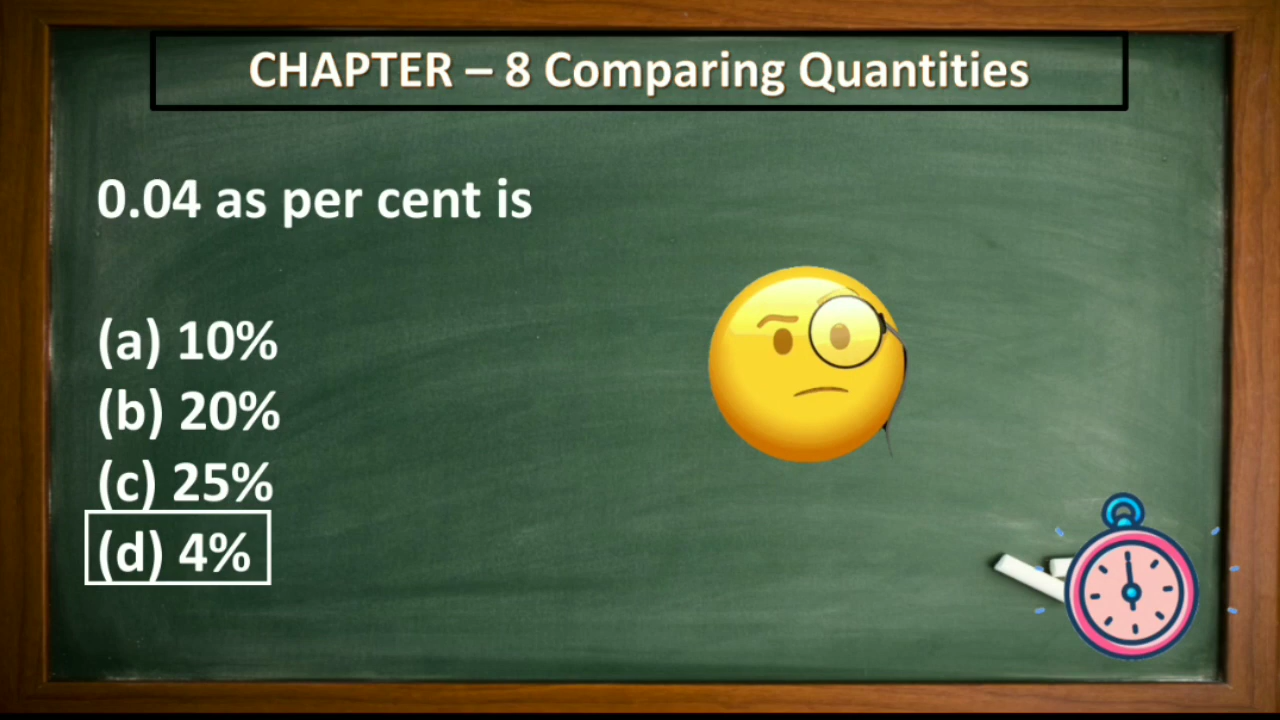 CHAPTER – 8 Comparing Quantities
0.04 as per cent is
(a) 10%
(b) 20%
(c) 25%
(d) 4%